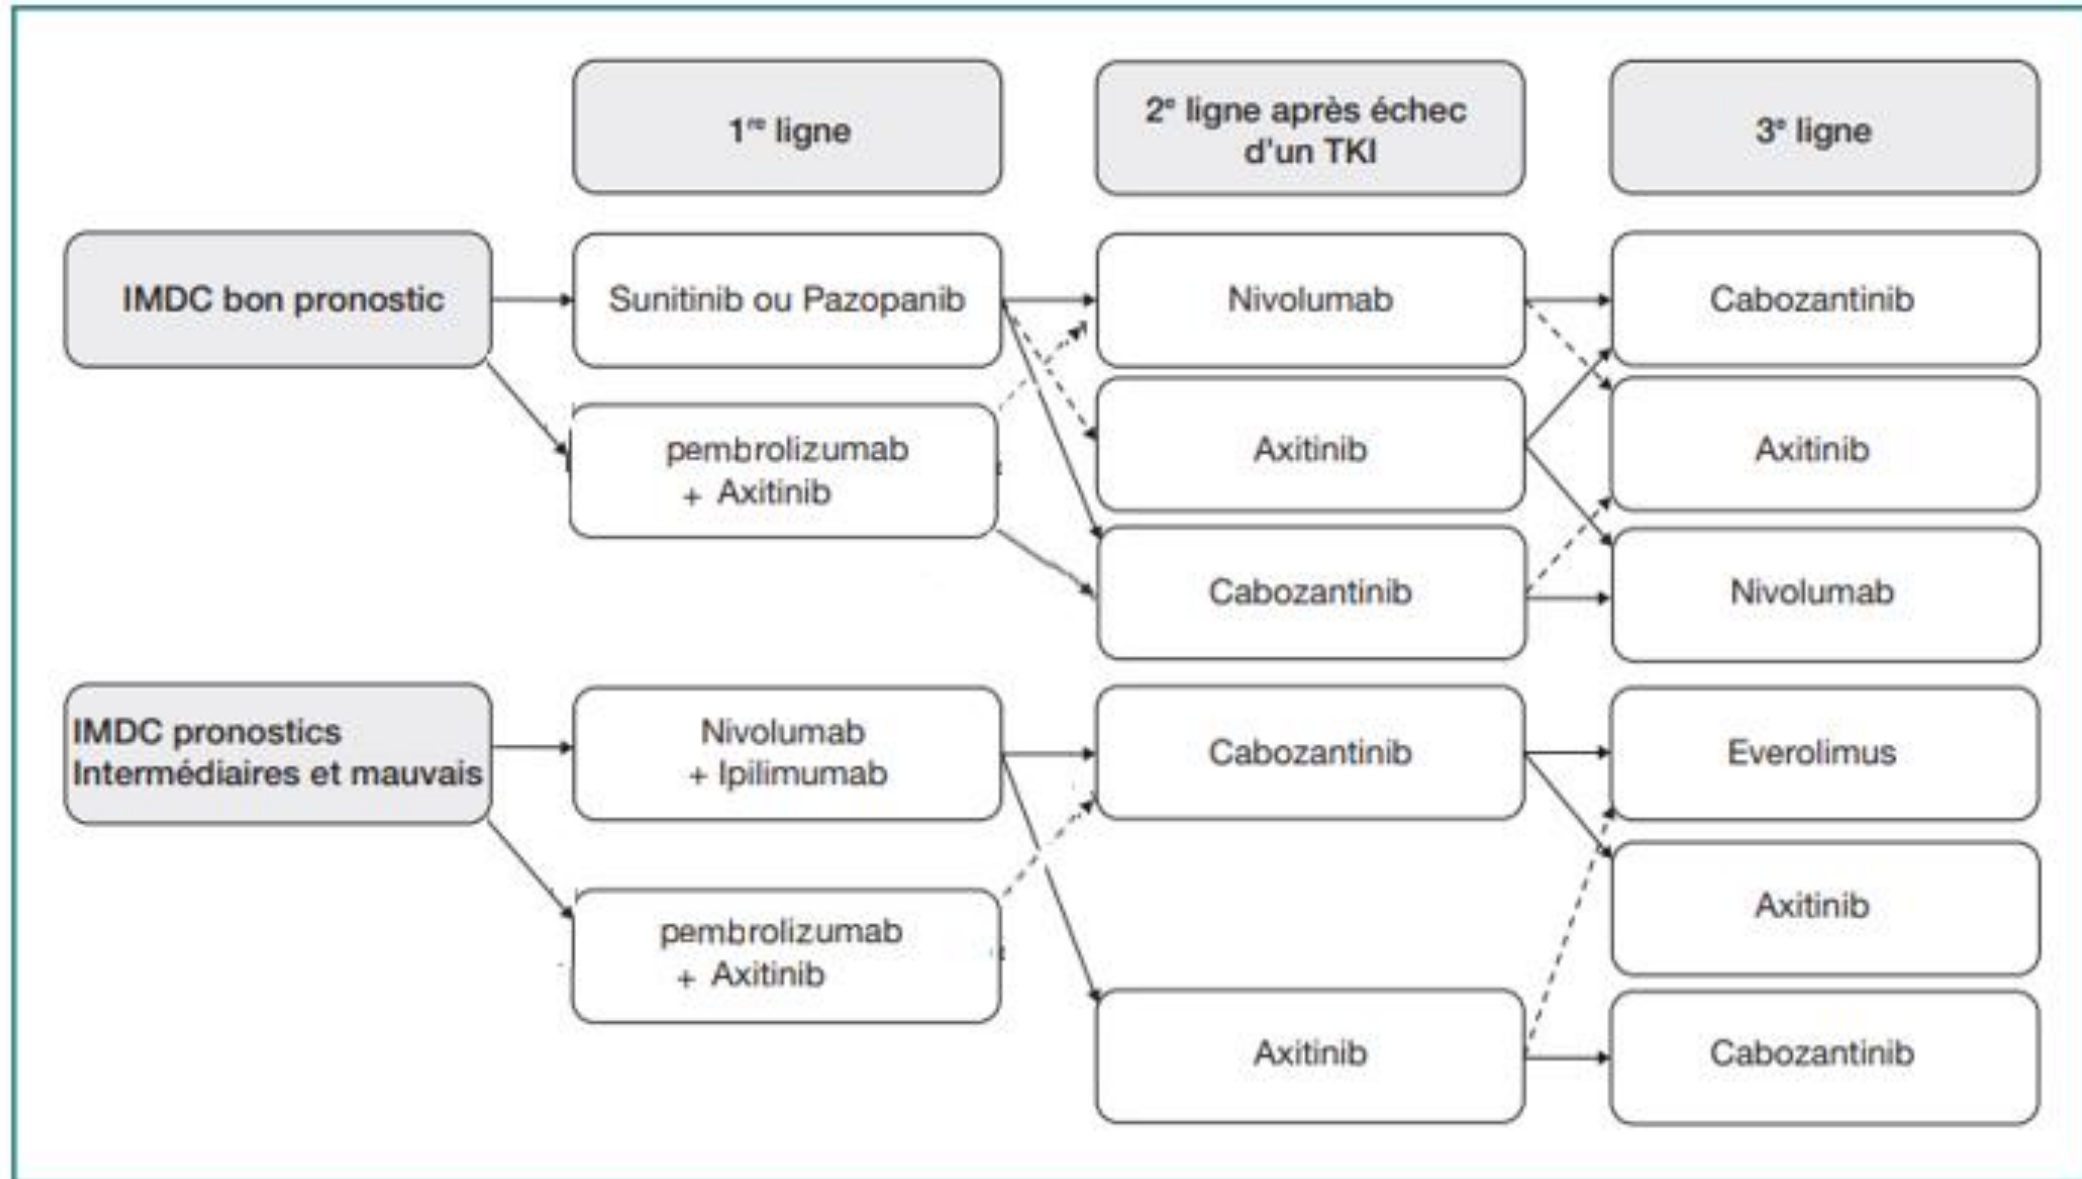 1re ligne
2e ligne après échec
d'un TKI
3e ligne
IMDC bon pronostic
Sunitinib ou Pazopanib
Nivolumab
Cabozantinib
pembrolizumab
+ Axitinib
Axitinib
Axitinib
Cabozantinib
Nivolumab
IMDC pronostics
Intermédiaires et mauvais
Nivolumab
+ Ipilimumab
Cabozantinib
Everolimus
pembrolizumab
+ Axitinib
Axitinib
Axitinib
Cabozantinib